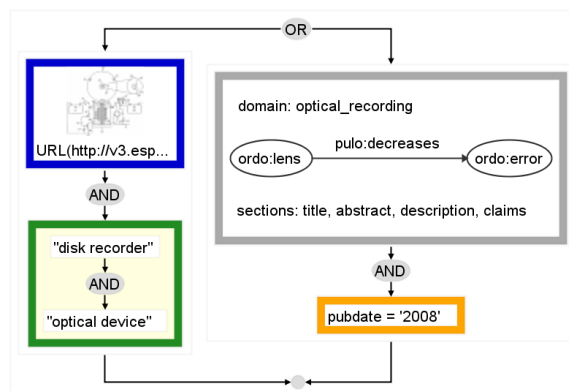 OR
URL(http://v3.esp...
AND
"disk recorder"
AND
"optical device"
domain: optical_recording
pulo:decreases
ordo:lens
ordo:error
sections: title, abstract, description, claims
AND
pubdate = '2008'